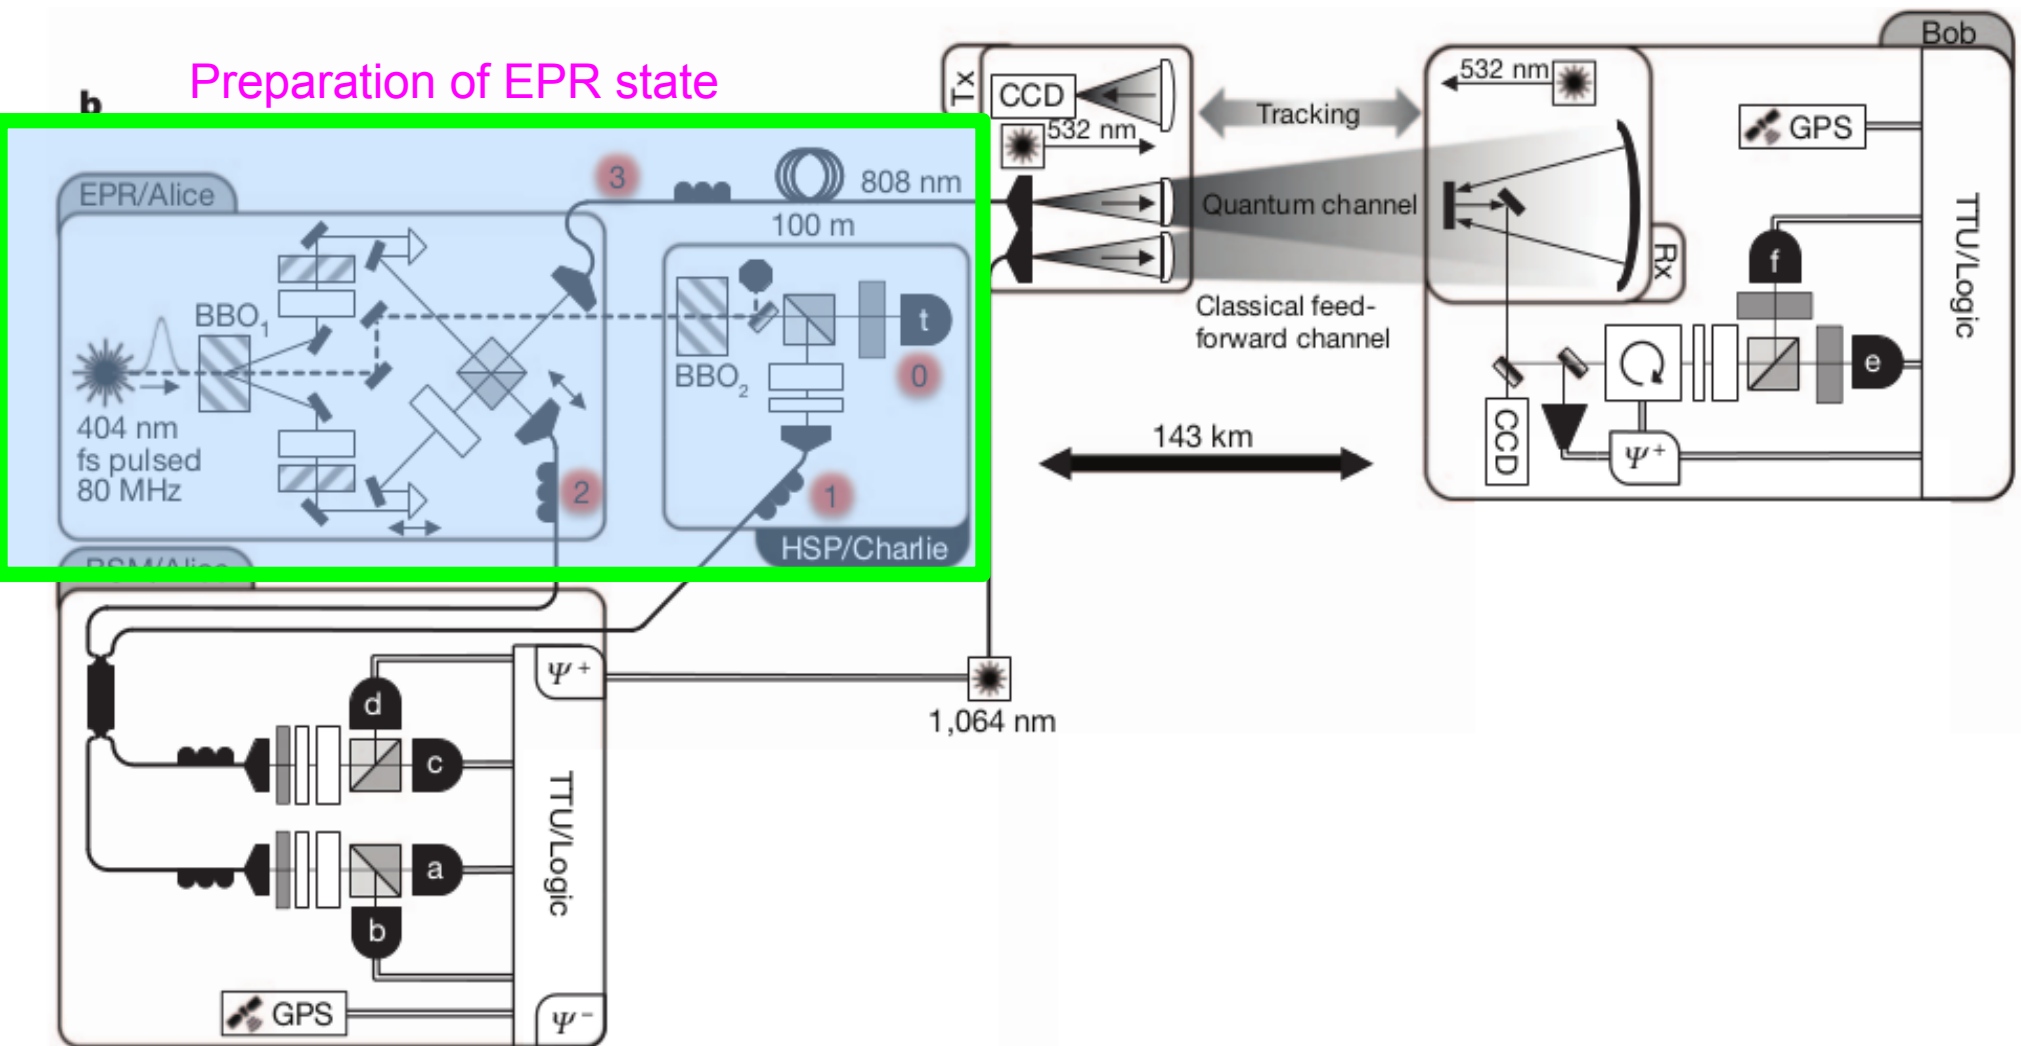 Preparation of EPR state
b
EPR/Alice
BBO₁
404 nm
fs pulsed
80 MHz
3
2
808 nm
100 m
BBO₂
t
0
1
HSP/Charlie
BSM/Alice
d
c
a
b
GPS
Ψ⁺
TTU/Logic
Ψ⁻
1,064 nm
Tx
CCD
532 nm
Tracking
Quantum channel
Classical feed-
forward channel
143 km
Bob
532 nm
GPS
Rx
f
e
CCD
Ψ⁺
TTU/Logic